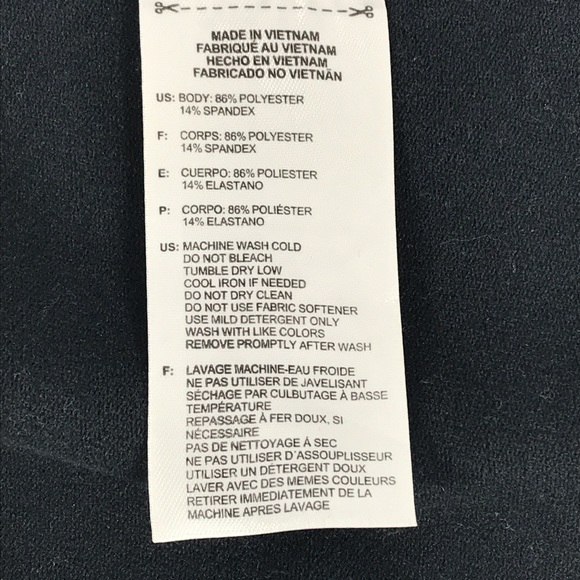 MADE IN VIETNAM
FABRIQUÉ AU VIETNAM
HECHO EN VIETNAM
FABRICADO NO VIETNÃN
US: BODY: 86% POLYESTER
14% SPANDEX
F: CORPS: 86% POLYESTER
14% SPANDEX
E: CUERPO: 86% POLIESTER
14% ELASTANO
P: CORPO: 86% POLIÉSTER
14% ELASTANO
US: MACHINE WASH COLD
DO NOT BLEACH
TUMBLE DRY LOW
COOL IRON IF NEEDED
DO NOT DRY CLEAN
DO NOT USE FABRIC SOFTENER
USE MILD DETERGENT ONLY
WASH WITH LIKE COLORS
REMOVE PROMPTLY AFTER WASH
F: LAVAGE MACHINE-EAU FROIDE
NE PAS UTILISER DE JAVELISANT
SÉCHAGE PAR CULBUTAGE À BASSE
TEMPÉRATURE
REPASSAGE À FER DOUX, SI
NÉCESSAIRE
PAS DE NETTOYAGE À SEC
NE PAS UTILISER D'ASSOUPLISSEUR
UTILISER UN DÉTERGENT DOUX
LAVER AVEC DES MEMES COULEURS
RETIRER IMMEDIATEMENT DE LA
MACHINE APRES LAVAGE